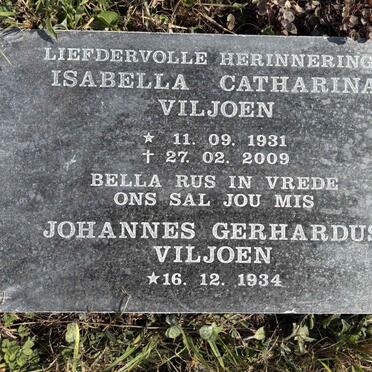 LIEFDERVOLLE HERINNERING
ISABELLA CATHARINA
VILJOEN
★ 11. 09. 1931
† 27. 02. 2009
BELLA RUS IN VREDE
ONS SAL JOU MIS
JOHANNES GERHARDUS
VILJOEN
★16. 12. 1934